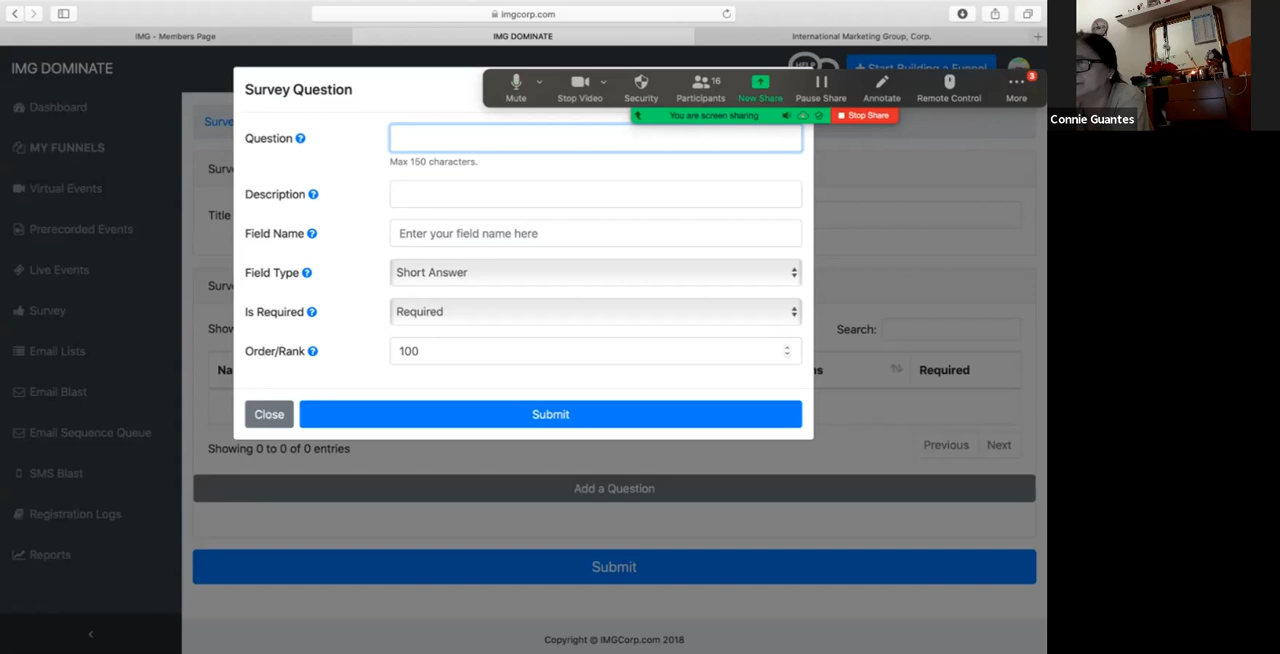 imgcorp.com
IMG - Members Page
IMG DOMINATE
International Marketing Group, Corp.
IMG DOMINATE
Start Building a Funnel
Survey Question
Mute
Stop Video
Security
16
Participants
New Share
Pause Share
Annotate
Remote Control
3
More
You are screen sharing
Stop Share
Connie Guantes
Dashboard
MY FUNNELS
Virtual Events
Prerecorded Events
Live Events
Survey
Email Lists
Email Blast
Email Sequence Queue
SMS Blast
Registration Logs
Reports
Title
Question
Max 150 characters.
Description
Field Name
Enter your field name here
Field Type
Short Answer
Is Required
Required
Order/Rank
100
Close
Submit
Search:
Required
Showing 0 to 0 of 0 entries
Previous
Next
Add a Question
Submit
Copyright © IMGCorp.com 2018